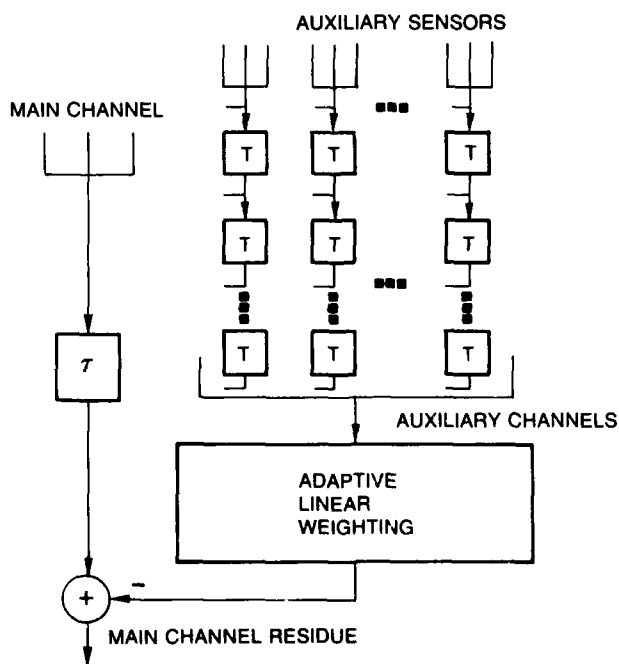 AUXILIARY SENSORS
MAIN CHANNEL
T T T
T T T
T T T
τ
AUXILIARY CHANNELS
ADAPTIVE
LINEAR
WEIGHTING
−
+
MAIN CHANNEL RESIDUE